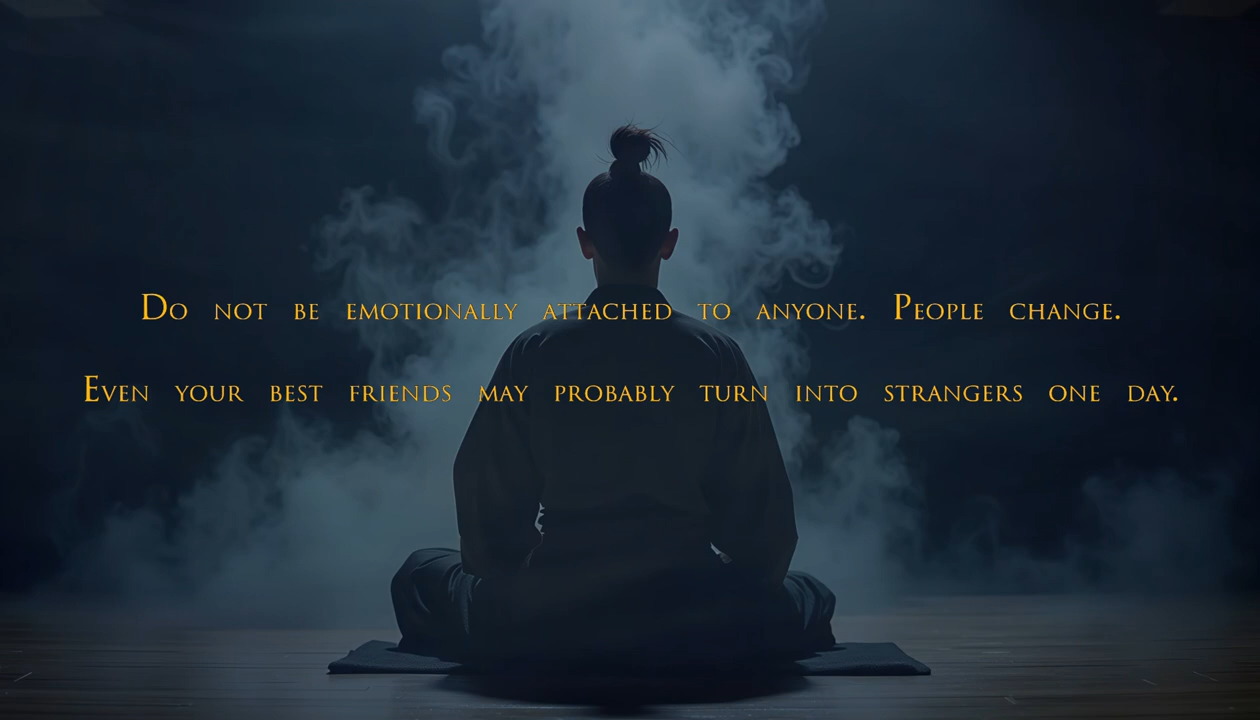 Do not be emotionally attached to anyone. People change.
Even your best friends may probably turn into strangers one day.